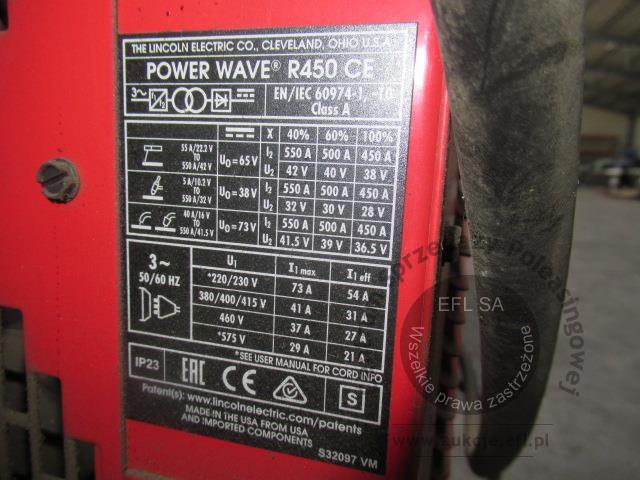 THE LINCOLN ELECTRIC CO., CLEVELAND, OHIO U.S.A.
POWER WAVE® R450 CE
3~ EN/IEC 60974-1, -10
Class A
X 40% 60% 100%
55 A/22.2 V TO 550 A/42 V U0=65 V I2 550 A 500 A 450 A
U2 42 V 40 V 38 V
5 A/10.2 V TO 550 A/32 V U0=38 V I2 550 A 500 A 450 A
U2 32 V 30 V 28 V
40 A/16 V TO 550 A/41.5 V U0=73 V I2 550 A 500 A 450 A
U2 41.5 V 39 V 36.5 V
3~
50/60 HZ
U1 I1 max I1 eff
*220/230 V 73 A 54 A
380/400/415 V 41 A 31 A
460 V 37 A 27 A
*575 V 29 A 21 A
*SEE USER MANUAL FOR CORD INFO
IP23 EAC CE S
Patent(s): www.lincolnelectric.com/patents
MADE IN THE USA FROM USA
AND IMPORTED COMPONENTS
S32097 VM
EFL SA
Wszelkie prawa zastrzeżone
www.aukcje.efl.pl